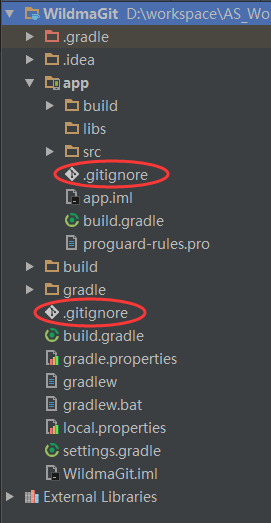 WildmaGit D:\workspace\AS_Wo
.gradle
.idea
app
build
libs
src
.gitignore
app.iml
build.gradle
proguard-rules.pro
build
gradle
.gitignore
build.gradle
gradle.properties
gradlew
gradlew.bat
local.properties
settings.gradle
WildmaGit.iml
External Libraries